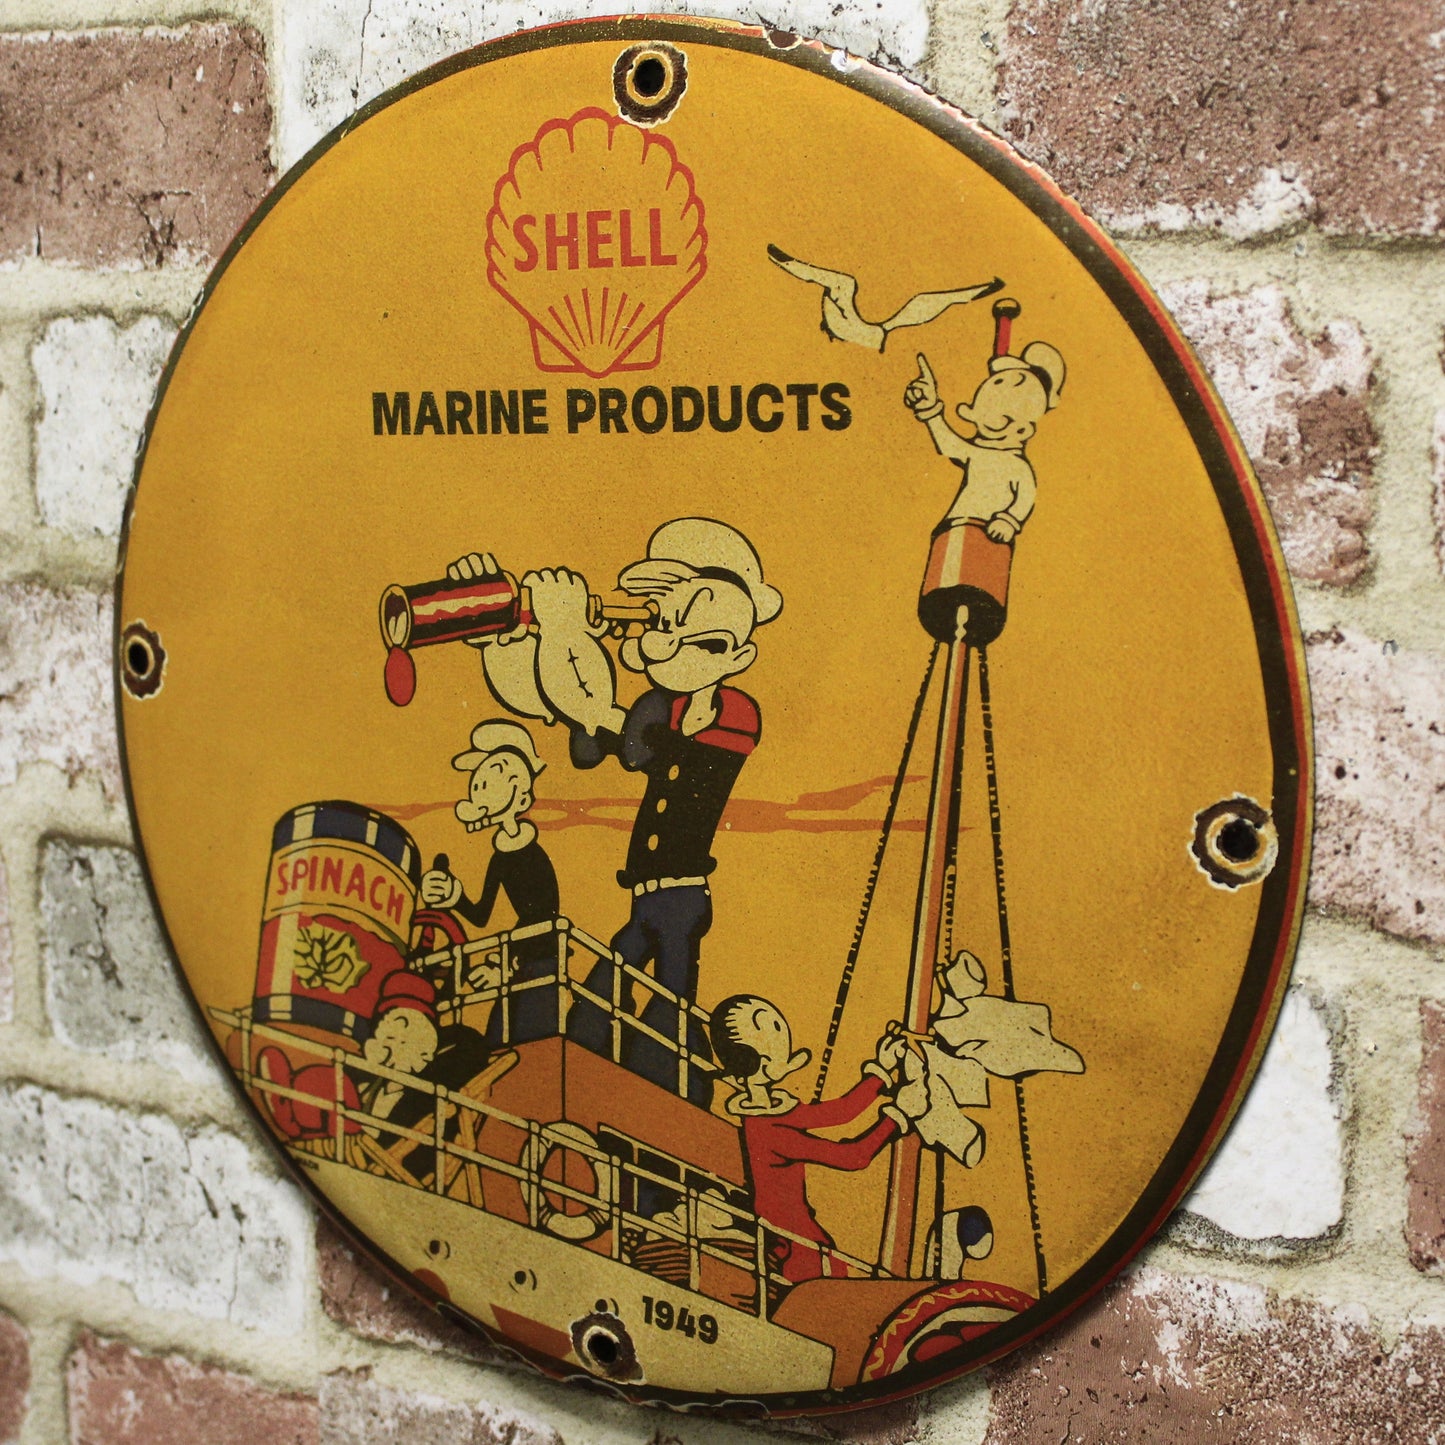 SHELL
MARINE PRODUCTS
SPINACH
1949